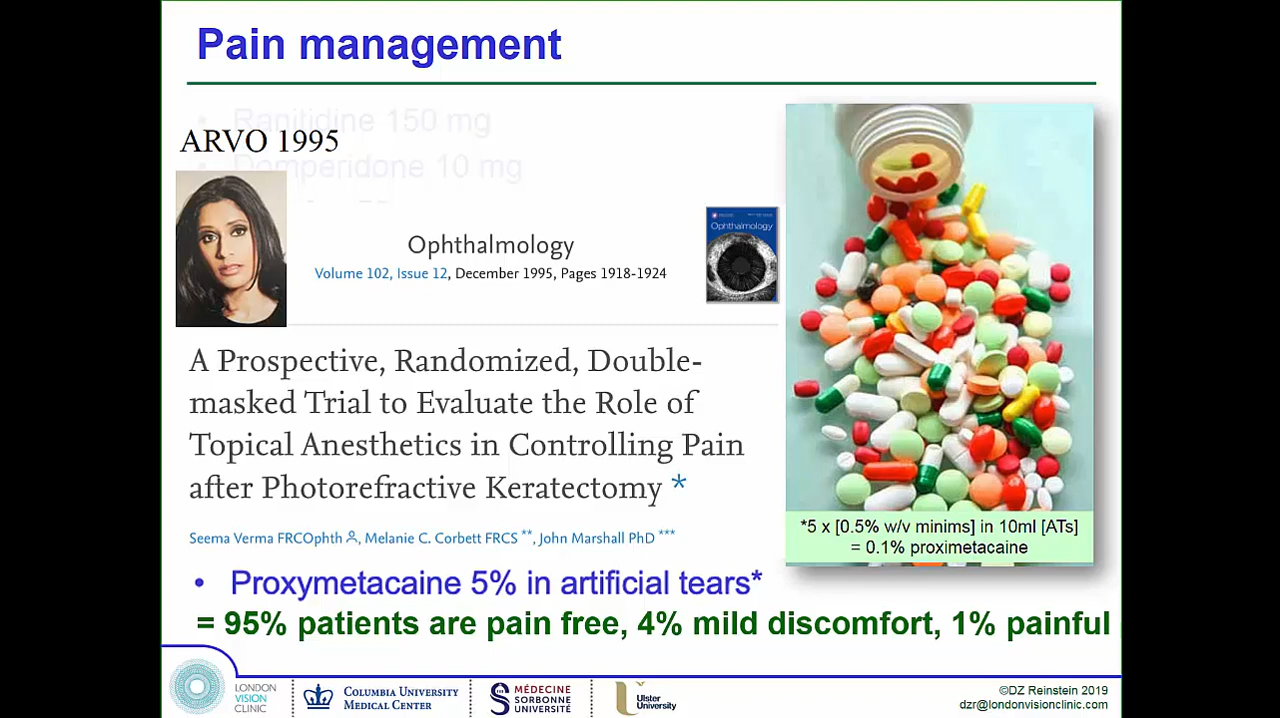 Pain management
• Ranitidine 150 mg
ARVO 1995
• Domperidone 10 mg
Ophthalmology
Volume 102, Issue 12, December 1995, Pages 1918-1924
Ophthalmology
A Prospective, Randomized, Double-
masked Trial to Evaluate the Role of
Topical Anesthetics in Controlling Pain
after Photorefractive Keratectomy *
Seema Verma FRCOphth, Melanie C. Corbett FRCS **, John Marshall PhD ***
*5 x [0.5% w/v minims] in 10ml [ATs]
= 0.1% proximetacaine
• Proxymetacaine 5% in artificial tears*
= 95% patients are pain free, 4% mild discomfort, 1% painful
LONDON
VISION
CLINIC
COLUMBIA UNIVERSITY
MEDICAL CENTER
MÉDECINE
SORBONNE
UNIVERSITÉ
Ulster
University
©DZ Reinstein 2019
dzr@londonvisionclinic.com